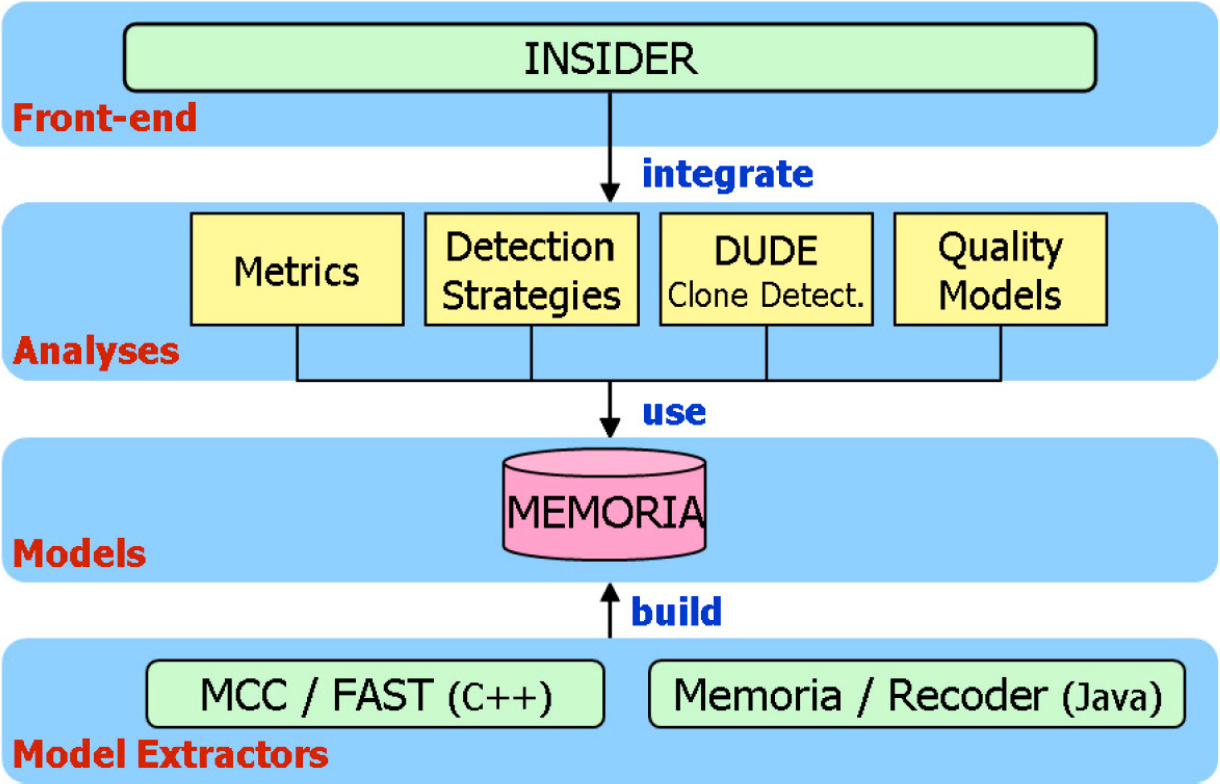 INSIDER
Front-end
integrate
Metrics
Detection
Strategies
DUDE
Clone Detect.
Quality
Models
Analyses
use
MEMORIA
Models
build
MCC / FAST (C++)
Memoria / Recoder (Java)
Model Extractors